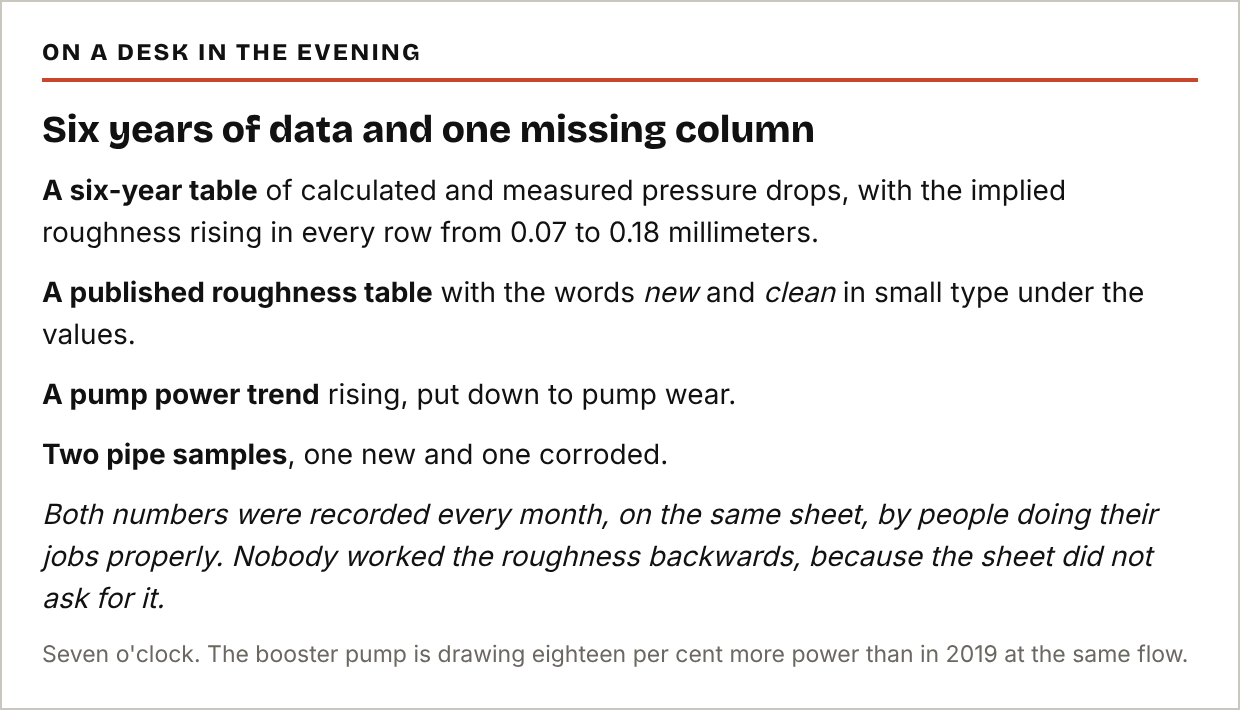 ON A DESK IN THE EVENING
Six years of data and one missing column
A six-year table of calculated and measured pressure drops, with the implied
roughness rising in every row from 0.07 to 0.18 millimeters.
A published roughness table with the words new and clean in small type under the
values.
A pump power trend rising, put down to pump wear.
Two pipe samples, one new and one corroded.
Both numbers were recorded every month, on the same sheet, by people doing their
jobs properly. Nobody worked the roughness backwards, because the sheet did not
ask for it.
Seven o'clock. The booster pump is drawing eighteen per cent more power than in 2019 at the same flow.